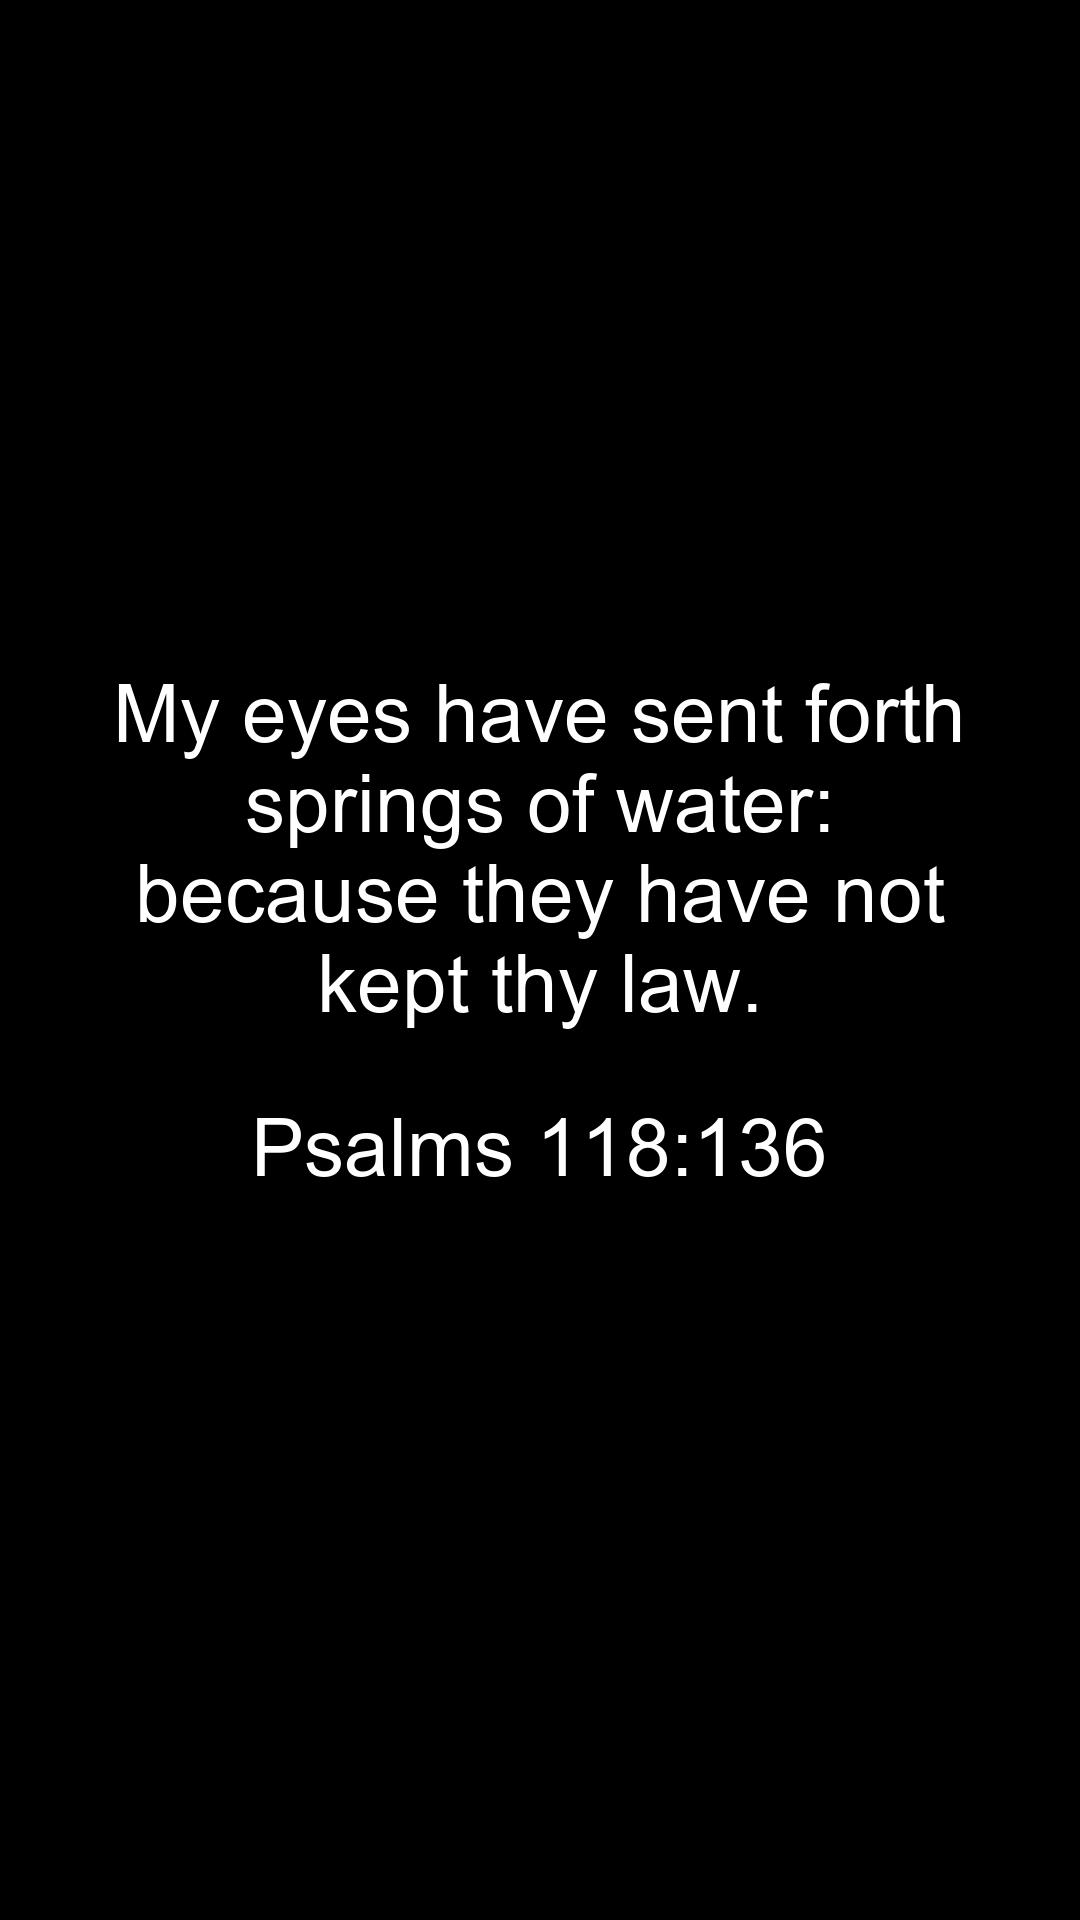 My eyes have sent forth
springs of water:
because they have not
kept thy law.
Psalms 118:136